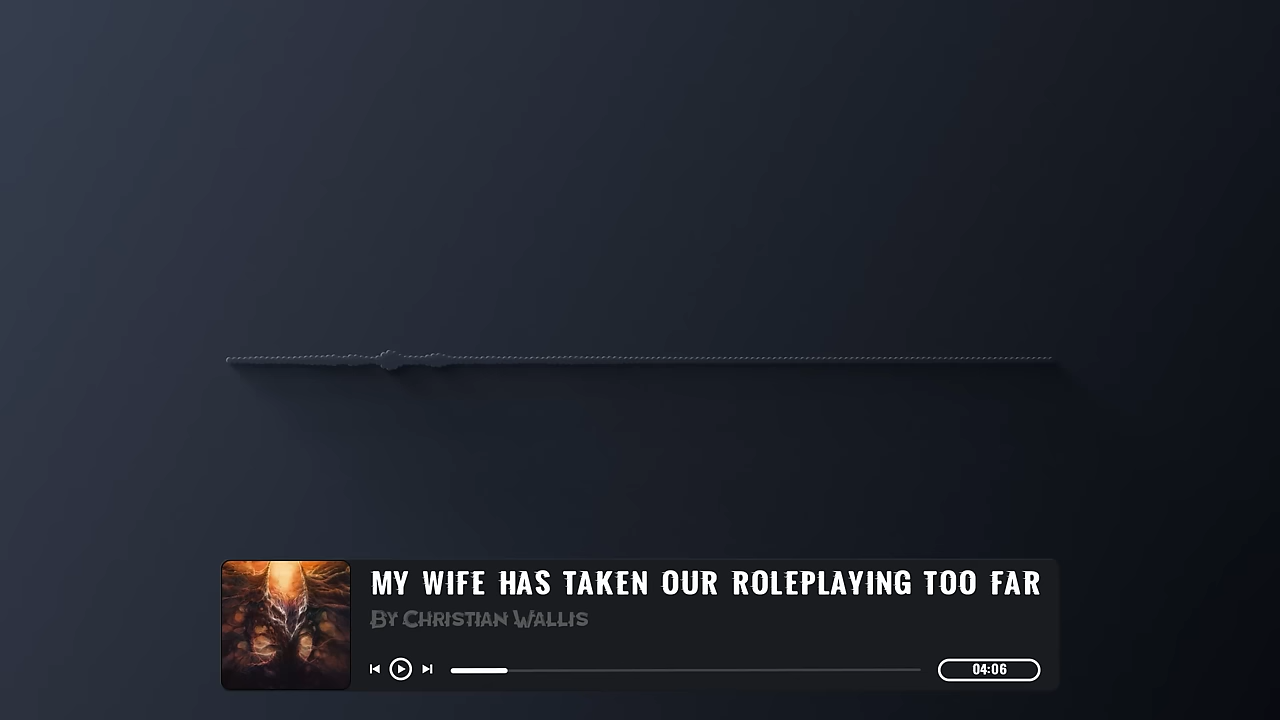 MY WIFE HAS TAKEN OUR ROLEPLAYING TOO FAR
BY CHRISTIAN WALLIS
04:06